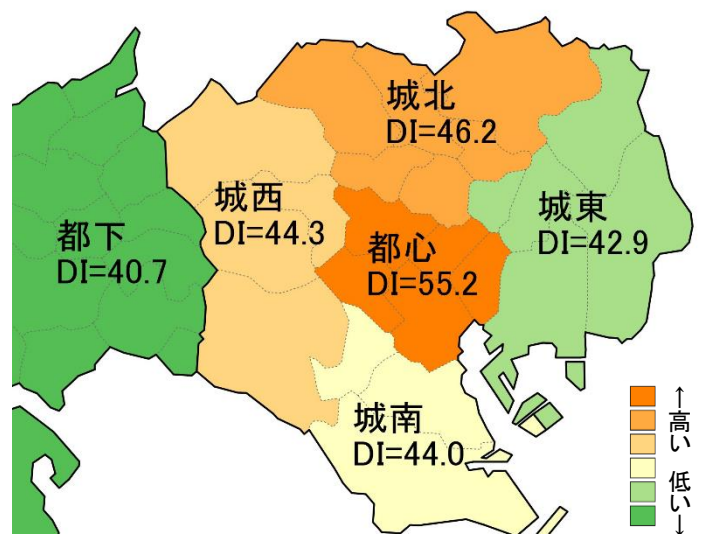 城北
DI=46.2
城西
DI=44.3
城東
DI=42.9
都下
DI=40.7
都心
DI=55.2
城南
DI=44.0
↑高い 低い↓